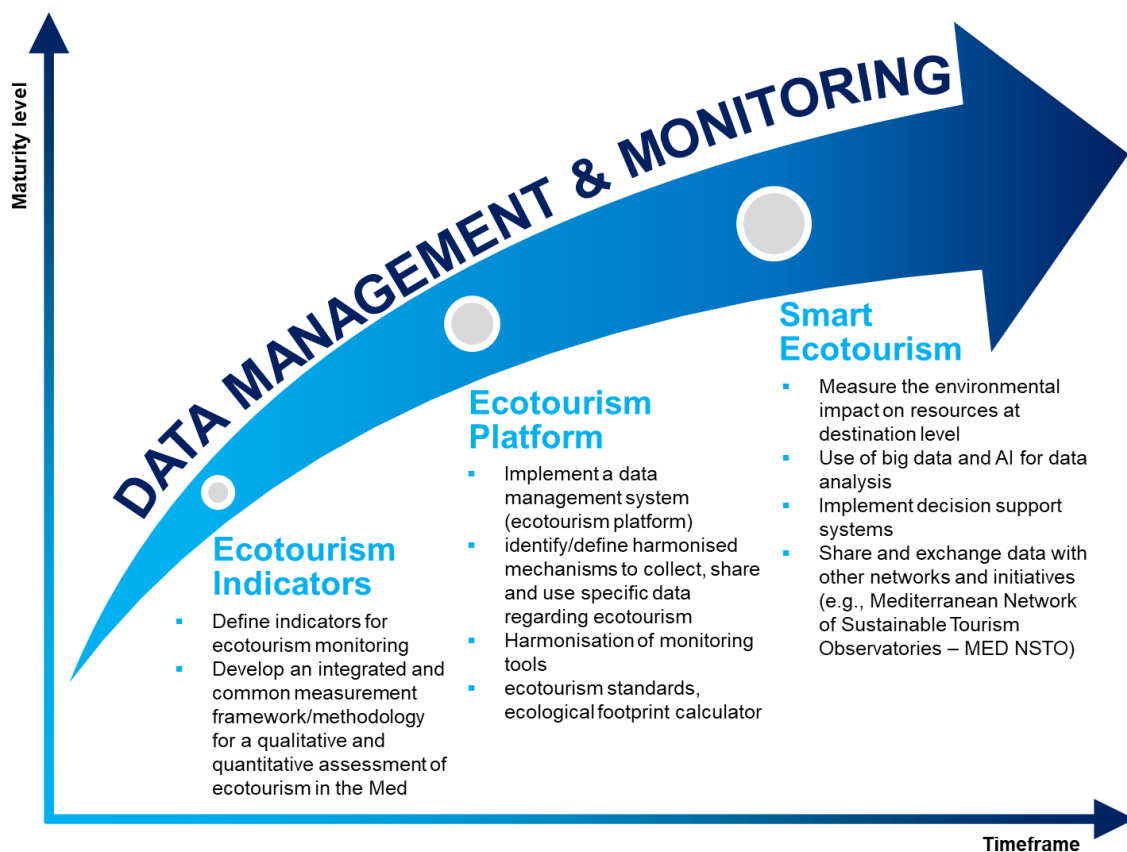 Maturity level
DATA MANAGEMENT & MONITORING
Ecotourism
Indicators
▪ Define indicators for
ecotourism monitoring
▪ Develop an integrated and
common measurement
framework/methodology
for a qualitative and
quantitative assessment of
ecotourism in the Med
Ecotourism
Platform
▪ Implement a data
management system
(ecotourism platform)
▪ identify/define harmonised
mechanisms to collect, share
and use specific data
regarding ecotourism
▪ Harmonisation of monitoring
tools
▪ ecotourism standards,
ecological footprint calculator
Smart
Ecotourism
▪ Measure the environmental
impact on resources at
destination level
▪ Use of big data and AI for data
analysis
▪ Implement decision support
systems
▪ Share and exchange data with
other networks and initiatives
(e.g., Mediterranean Network
of Sustainable Tourism
Observatories – MED NSTO)
Timeframe